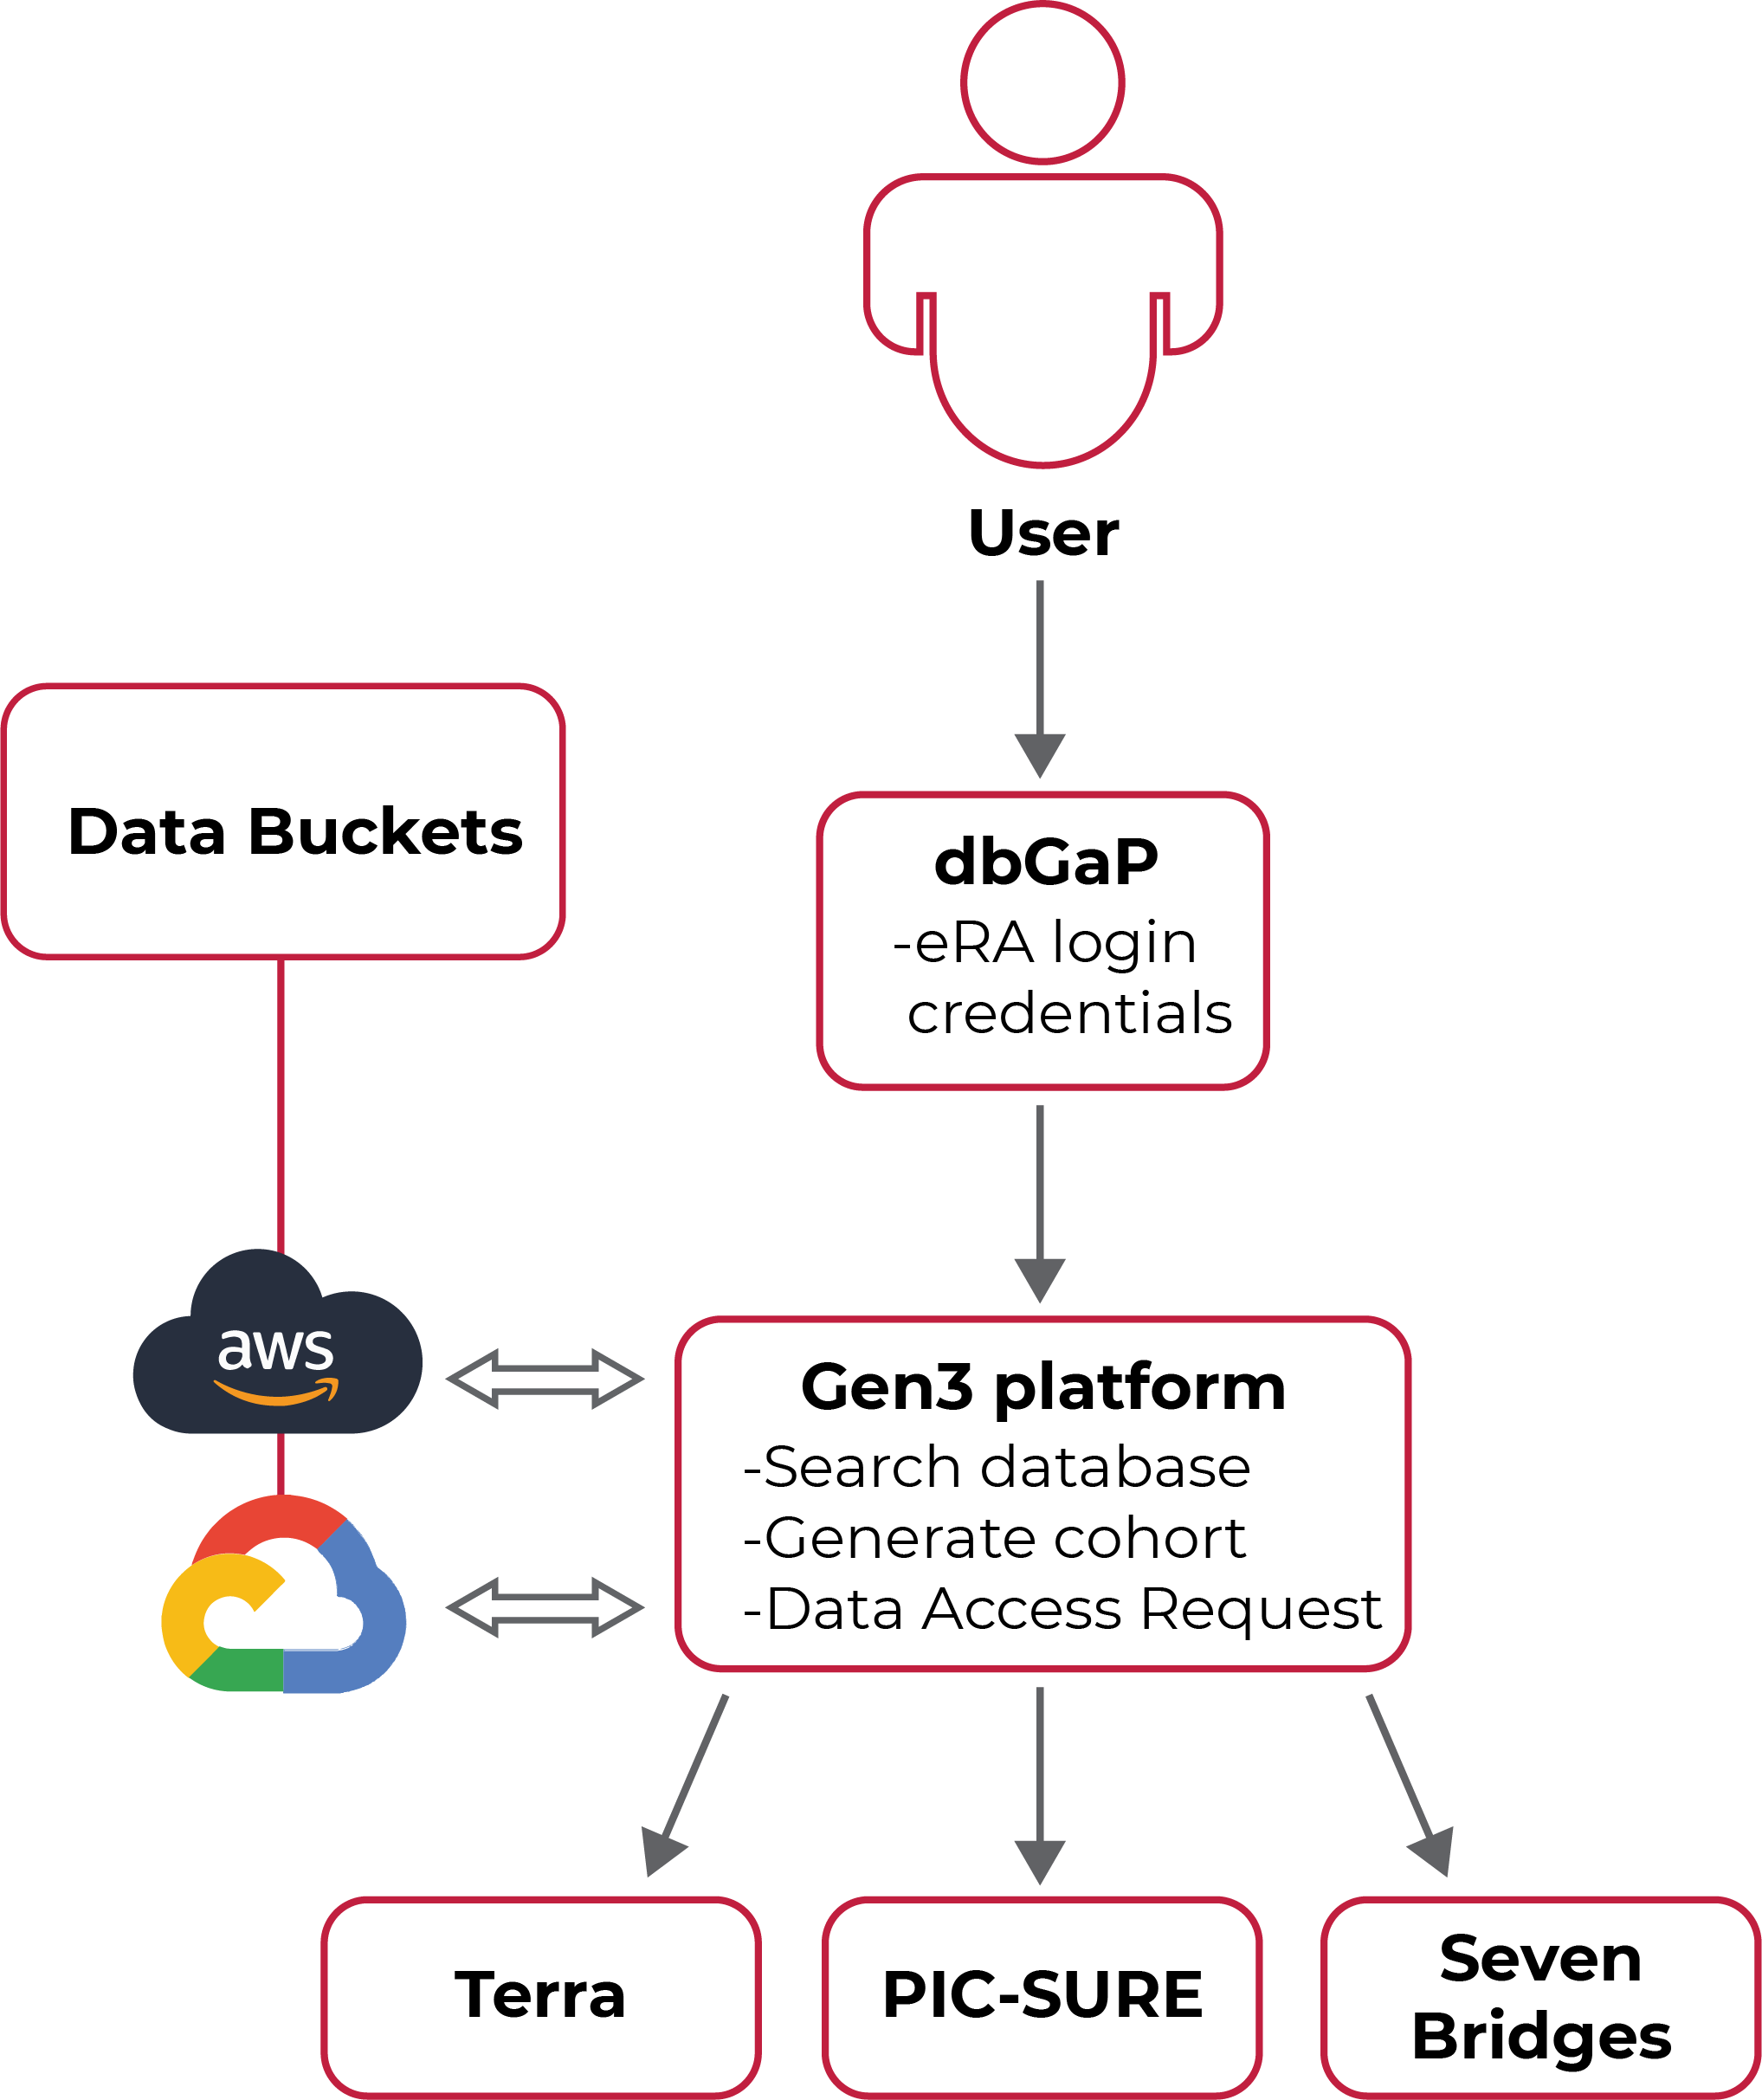 User
Data Buckets
dbGaP
-eRA login
credentials
aws
Gen3 platform
-Search database
-Generate cohort
-Data Access Request
Terra
PIC-SURE
Seven
Bridges